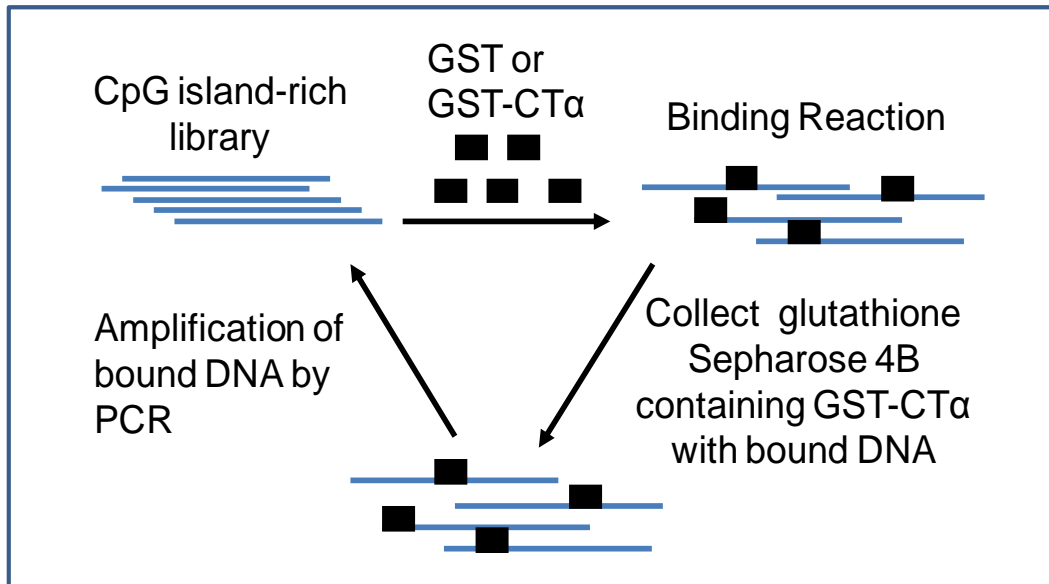 CpG island-rich
library
GST or
GST-CTα
Binding Reaction
Collect glutathione
Sepharose 4B
containing GST-CTα
with bound DNA
Amplification of
bound DNA by
PCR